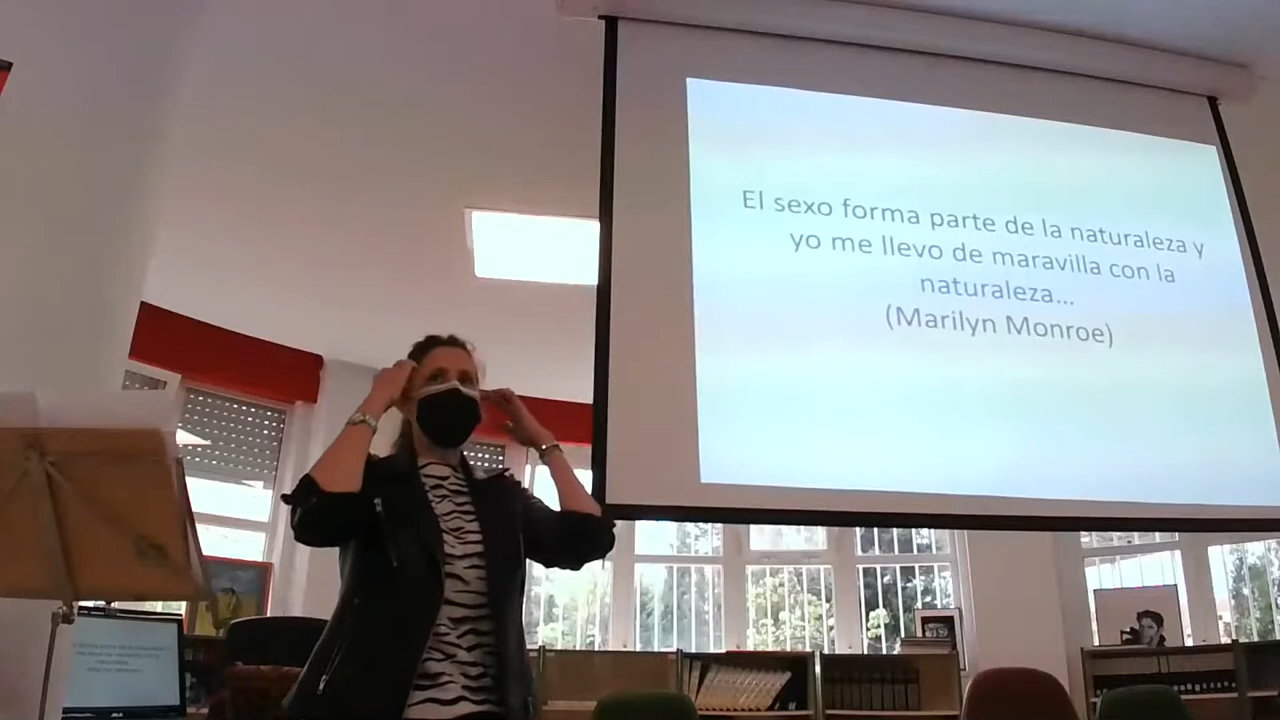 El sexo forma parte de la naturaleza y
yo me llevo de maravilla con la
naturaleza...
(Marilyn Monroe)